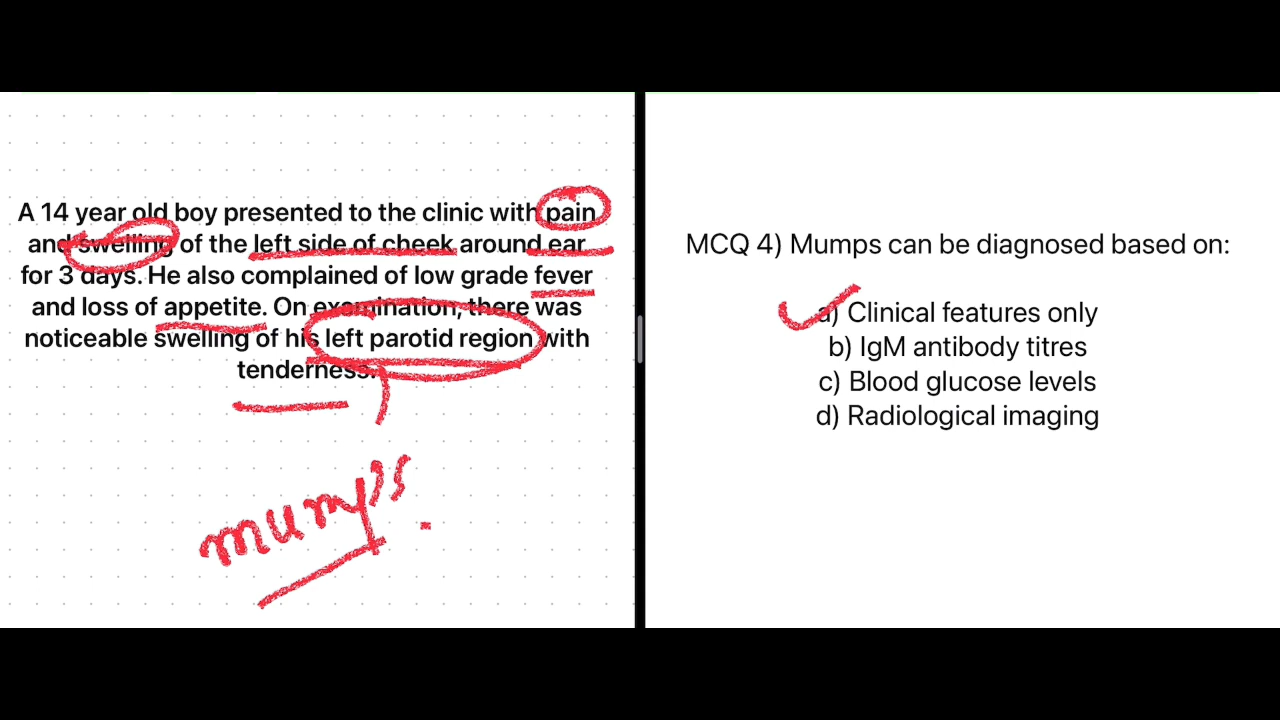 A 14 year old boy presented to the clinic with pain
and swelling of the left side of cheek around ear
for 3 days. He also complained of low grade fever
and loss of appetite. On examination, there was
noticeable swelling of his left parotid region with
tenderness.
mump's.
MCQ 4) Mumps can be diagnosed based on:
a) Clinical features only
b) IgM antibody titres
c) Blood glucose levels
d) Radiological imaging